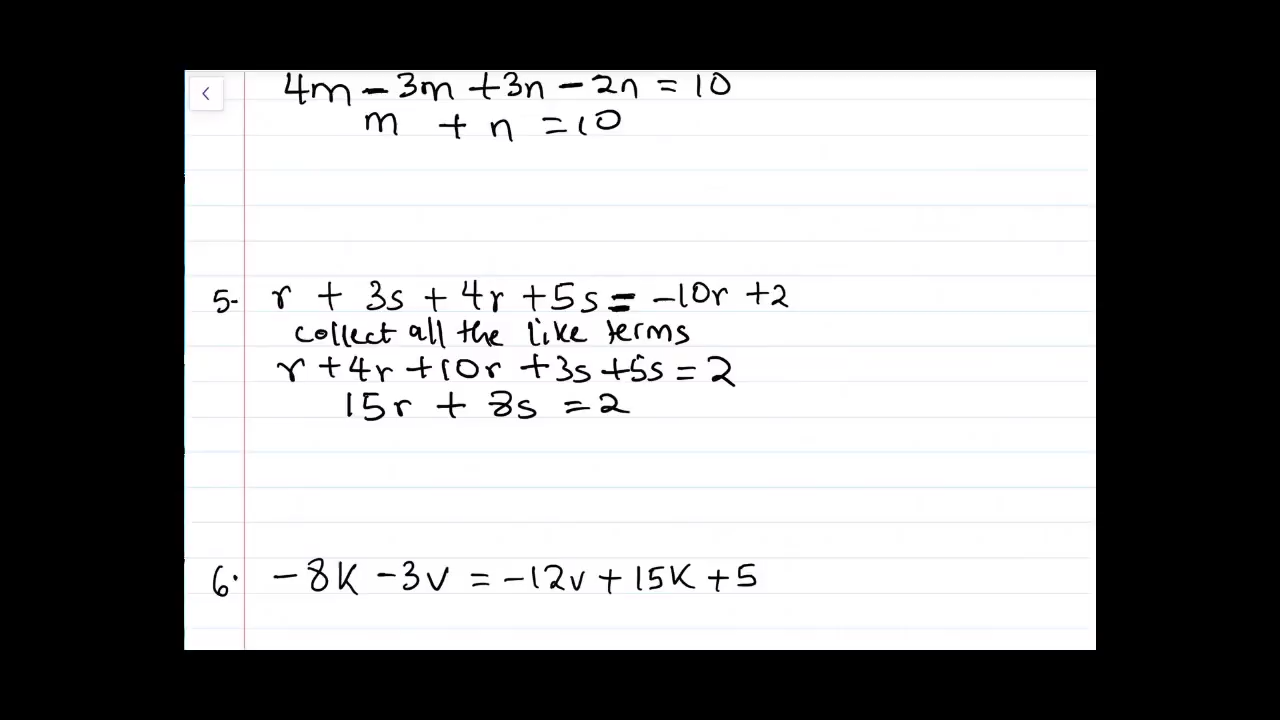 4m - 3m + 3n - 2n = 10
m + n = 10
5- r + 3s + 4r + 5s = -10r + 2
collect all the like terms
r + 4r + 10r + 3s + 5s = 2
15r + 8s = 2
6. -8k - 3v = -12v + 15k + 5